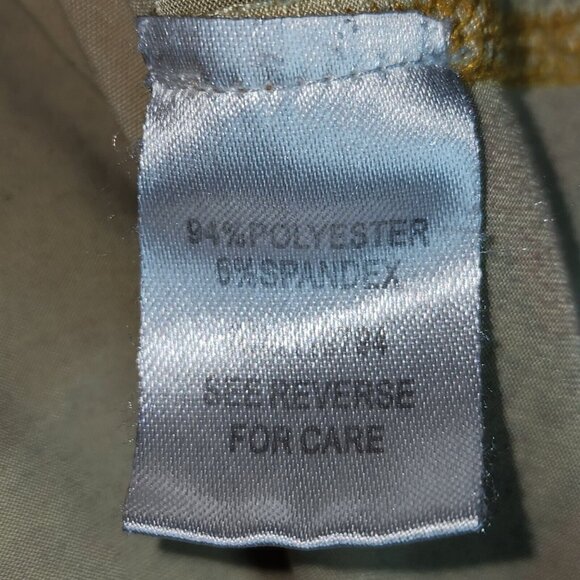 94%POLYESTER
6%SPANDEX
SEE REVERSE
FOR CARE